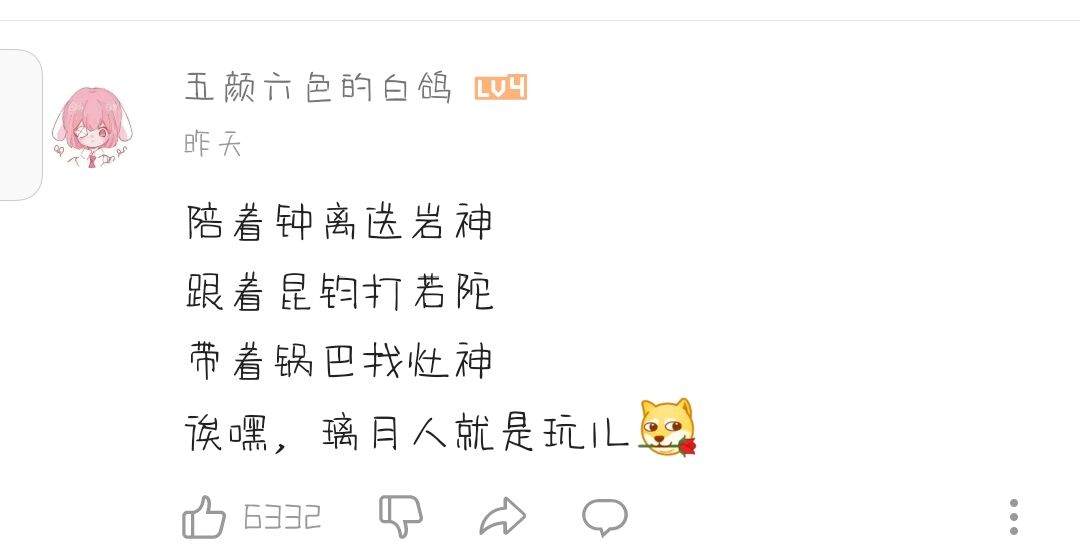 五颜六色的白鸽 LV4
昨天
陪着钟离送岩神
跟着昆钧打若陀
带着锅巴找灶神
诶嘿，璃月人就是玩儿
6332